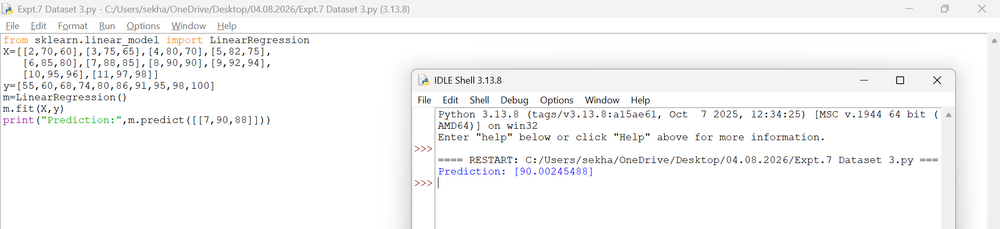 Expt.7 Dataset 3.py - C:/Users/sekha/OneDrive/Desktop/04.08.2026/Expt.7 Dataset 3.py (3.13.8)
File Edit Format Run Options Window Help
from sklearn.linear_model import LinearRegression
X=[[2,70,60],[3,75,65],[4,80,70],[5,82,75],
   [6,85,80],[7,88,85],[8,90,90],[9,92,94],
   [10,95,96],[11,97,98]]
y=[55,60,68,74,80,86,91,95,98,100]
m=LinearRegression()
m.fit(X,y)
print("Prediction:",m.predict([[7,90,88]]))
IDLE Shell 3.13.8
File Edit Shell Debug Options Window Help
Python 3.13.8 (tags/v3.13.8:a15ae61, Oct  7 2025, 12:34:25) [MSC v.1944 64 bit (
AMD64)] on win32
Enter "help" below or click "Help" above for more information.
>>>
==== RESTART: C:/Users/sekha/OneDrive/Desktop/04.08.2026/Expt.7 Dataset 3.py ===
Prediction: [90.00245488]
>>>